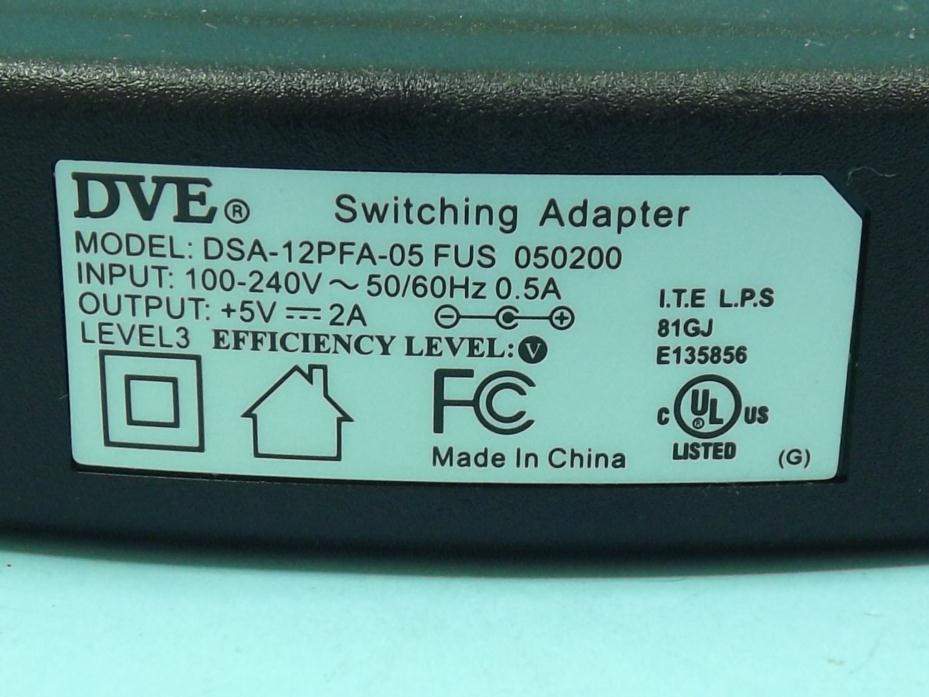 DVE® Switching Adapter
MODEL: DSA-12PFA-05 FUS 050200
INPUT: 100-240V ~ 50/60Hz 0.5A
OUTPUT: +5V ⎓ 2A
LEVEL3 EFFICIENCY LEVEL: V
I.T.E L.P.S
81GJ
E135856
FC
C UL® US
LISTED
Made In China
(G)